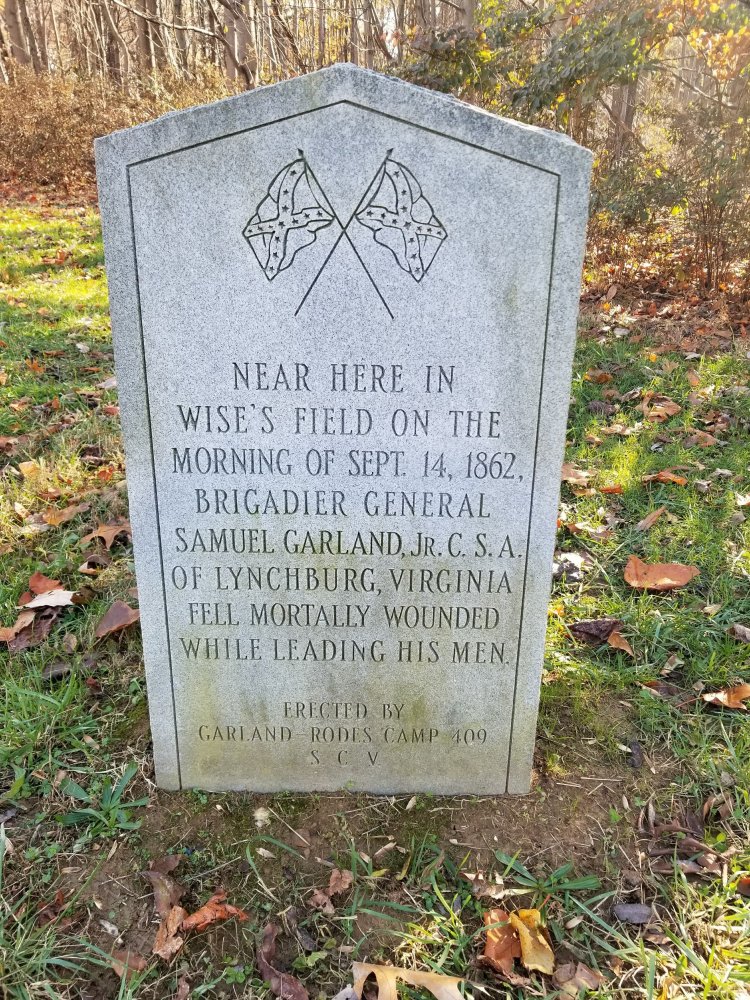 NEAR HERE IN
WISE'S FIELD ON THE
MORNING OF SEPT. 14, 1862,
BRIGADIER GENERAL
SAMUEL GARLAND, JR. C. S. A.
OF LYNCHBURG, VIRGINIA
FELL MORTALLY WOUNDED
WHILE LEADING HIS MEN.
ERECTED BY
GARLAND-RODES CAMP 409
S C V